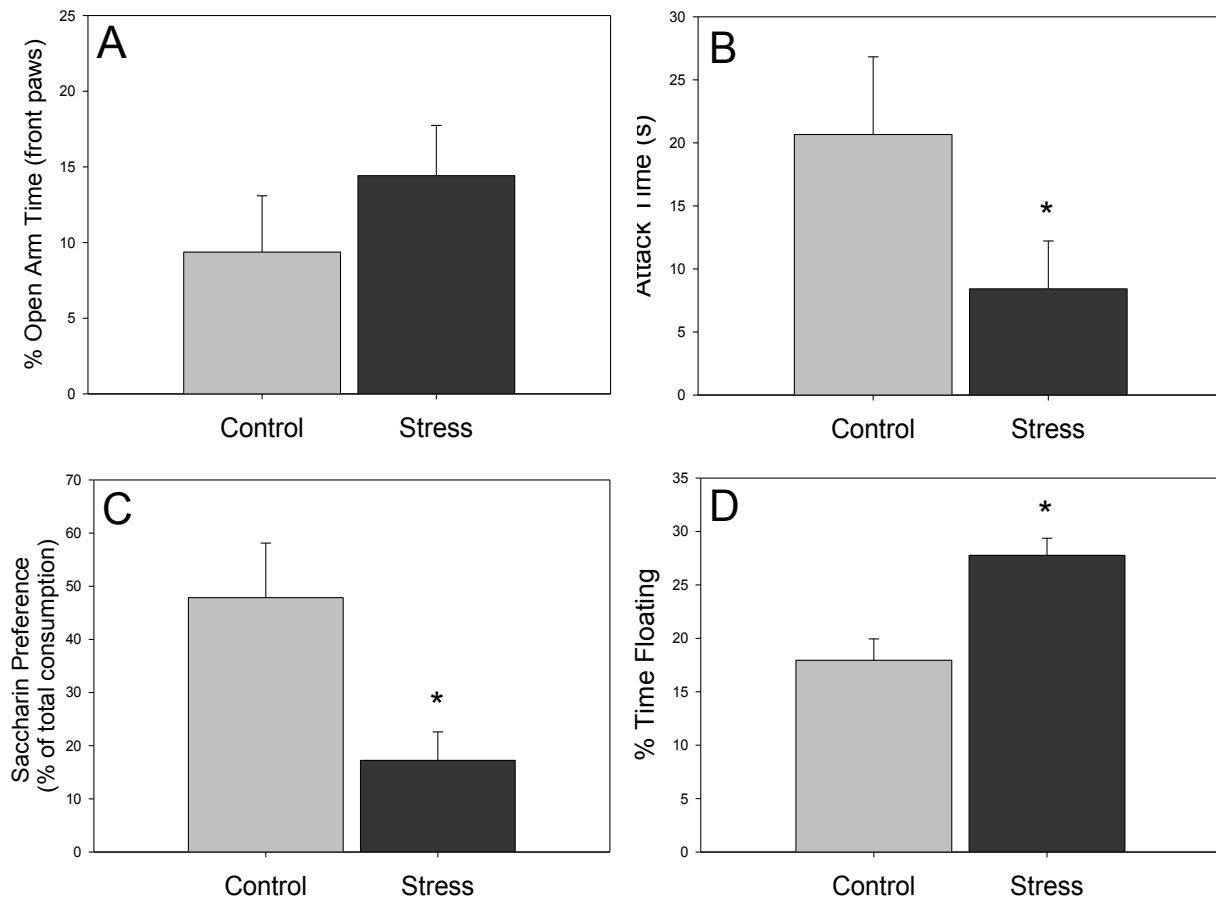 A
% Open Arm Time (front paws)
25
20
15
10
5
0
Control
Stress
B
Attack Time (s)
30
25
20
15
10
5
0
*
Control
Stress
C
Saccharin Preference
(% of total consumption)
70
60
50
40
30
20
10
0
*
Control
Stress
D
% Time Floating
35
30
25
20
15
10
5
0
*
Control
Stress